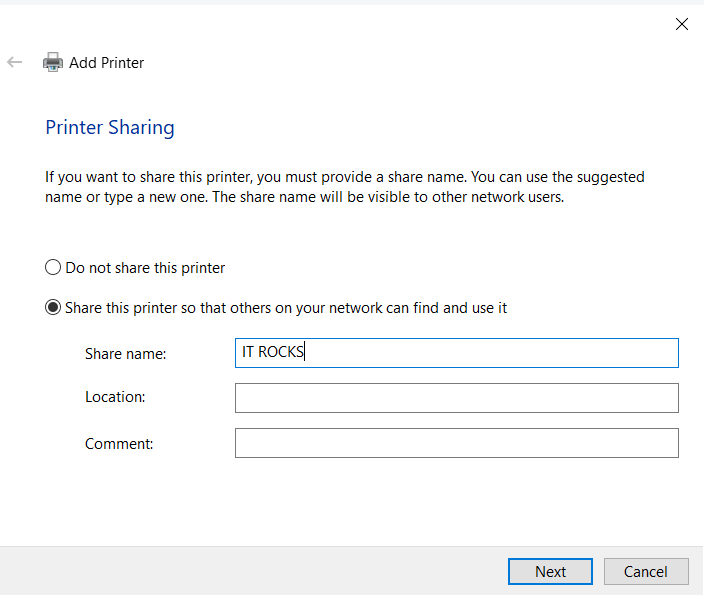 Add Printer
Printer Sharing
If you want to share this printer, you must provide a share name. You can use the suggested
name or type a new one. The share name will be visible to other network users.
Do not share this printer
Share this printer so that others on your network can find and use it
Share name: IT ROCKS
Location:
Comment:
Next Cancel